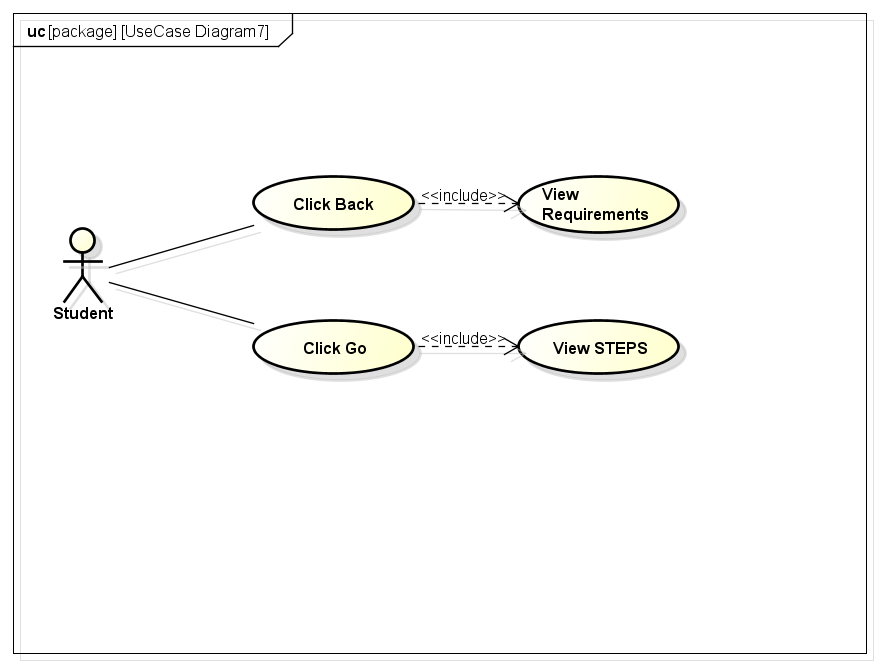 uc [package] [UseCase Diagram7]
Click Back
<<include>>
View
Requirements
Student
Click Go
<<include>>
View STEPS